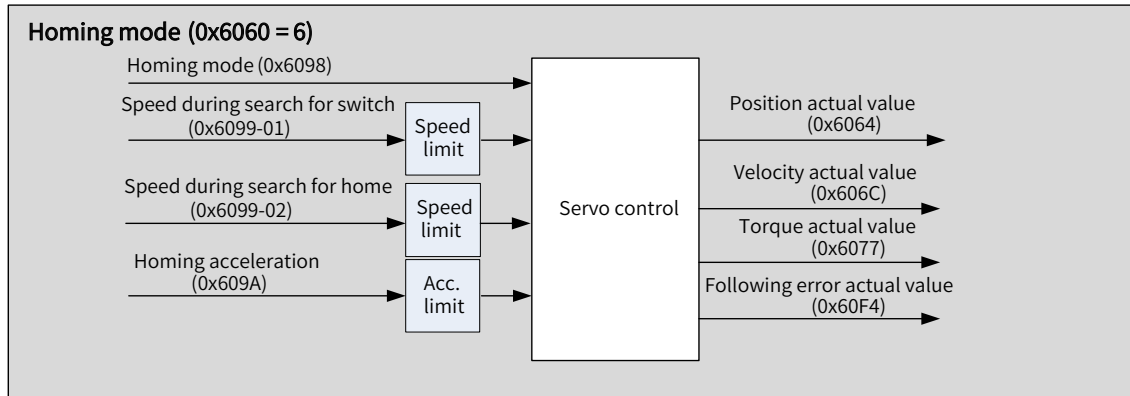 Homing mode (0x6060 = 6)
Homing mode (0x6098)
Speed during search for switch
(0x6099-01)
Speed
limit
Speed during search for home
(0x6099-02)
Speed
limit
Homing acceleration
(0x609A)
Acc.
limit
Servo control
Position actual value
(0x6064)
Velocity actual value
(0x606C)
Torque actual value
(0x6077)
Following error actual value
(0x60F4)